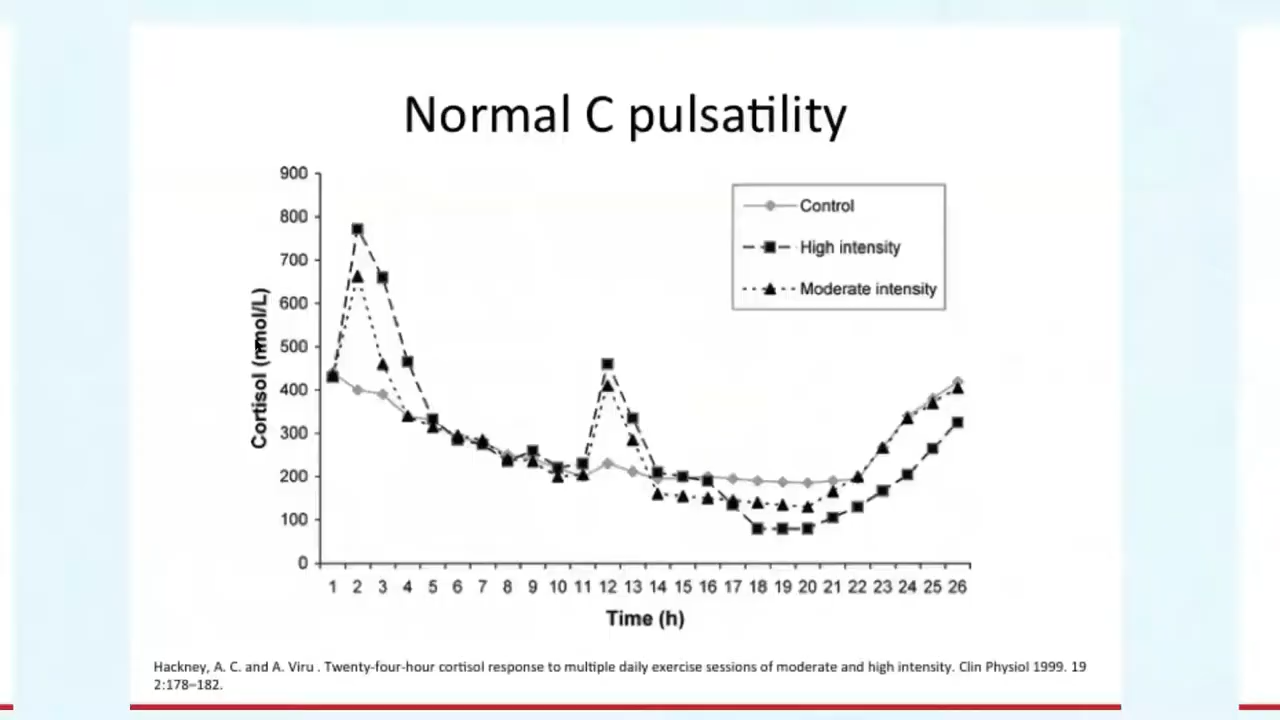 Normal C pulsatility
900
800
700
600
500
400
300
200
100
0
Cortisol (nmol/L)
Control
High intensity
Moderate intensity
1 2 3 4 5 6 7 8 9 10 11 12 13 14 15 16 17 18 19 20 21 22 23 24 25 26
Time (h)
Hackney, A. C. and A. Viru . Twenty-four-hour cortisol response to multiple daily exercise sessions of moderate and high intensity. Clin Physiol 1999. 19
2:178–182.